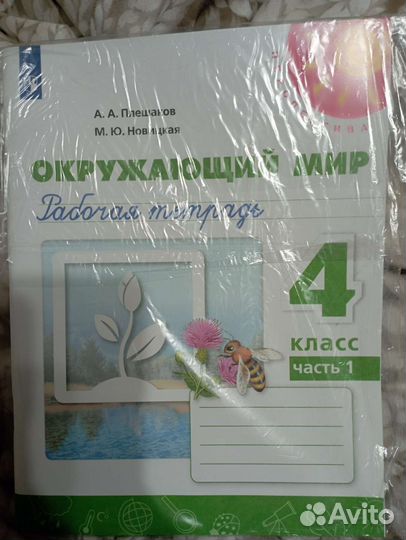 А. А. Плешаков
М. Ю. Новицкая
ОКРУЖАЮЩИЙ МИР
Рабочая тетрадь
4
КЛАСС
часть 1
Avito